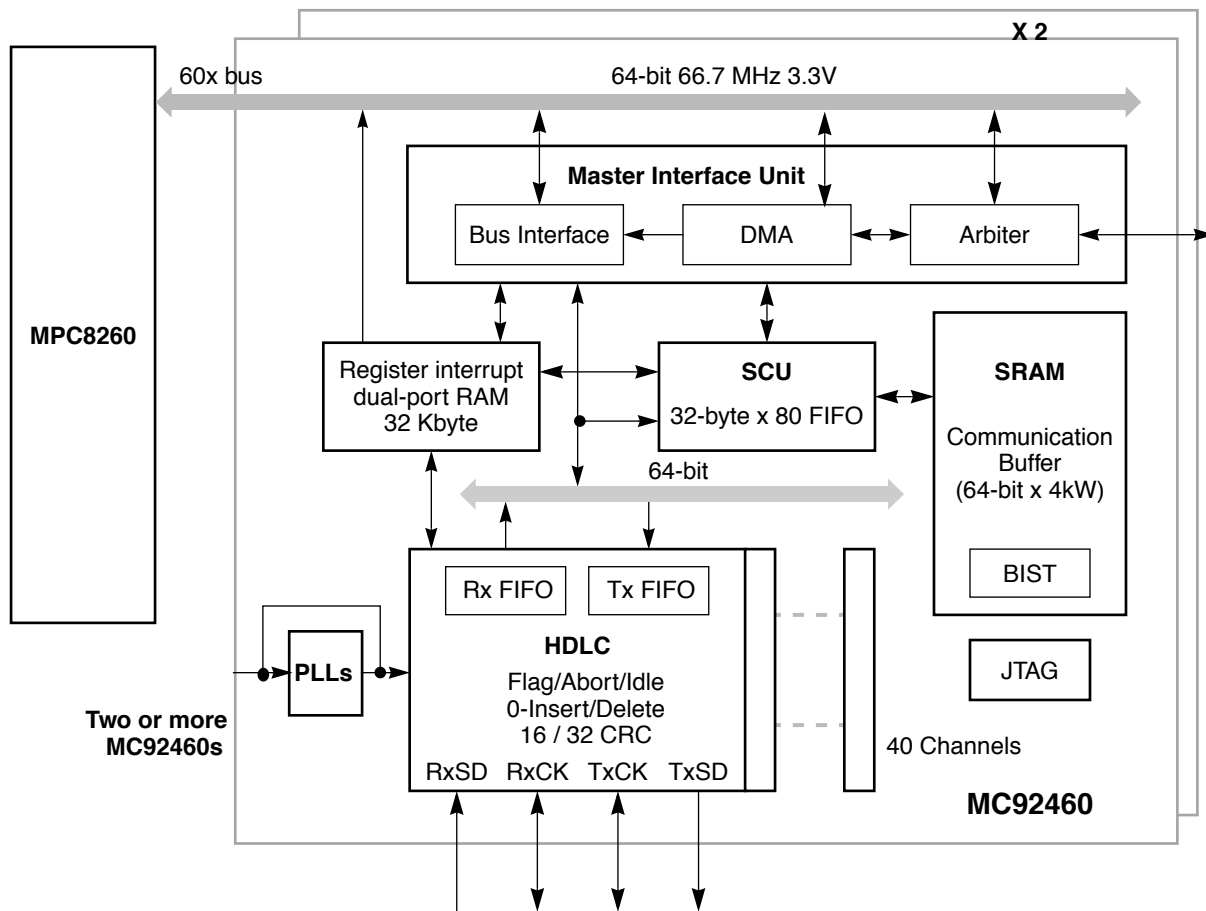 X 2
60x bus
64-bit 66.7 MHz 3.3V
Master Interface Unit
Bus Interface
DMA
Arbiter
MPC8260
Register interrupt
dual-port RAM
32 Kbyte
SCU
32-byte x 80 FIFO
SRAM
Communication
Buffer
(64-bit x 4kW)
BIST
64-bit
Rx FIFO
Tx FIFO
HDLC
Flag/Abort/Idle
0-Insert/Delete
16 / 32 CRC
RxSD
RxCK
TxCK
TxSD
PLLs
Two or more
MC92460s
JTAG
40 Channels
MC92460